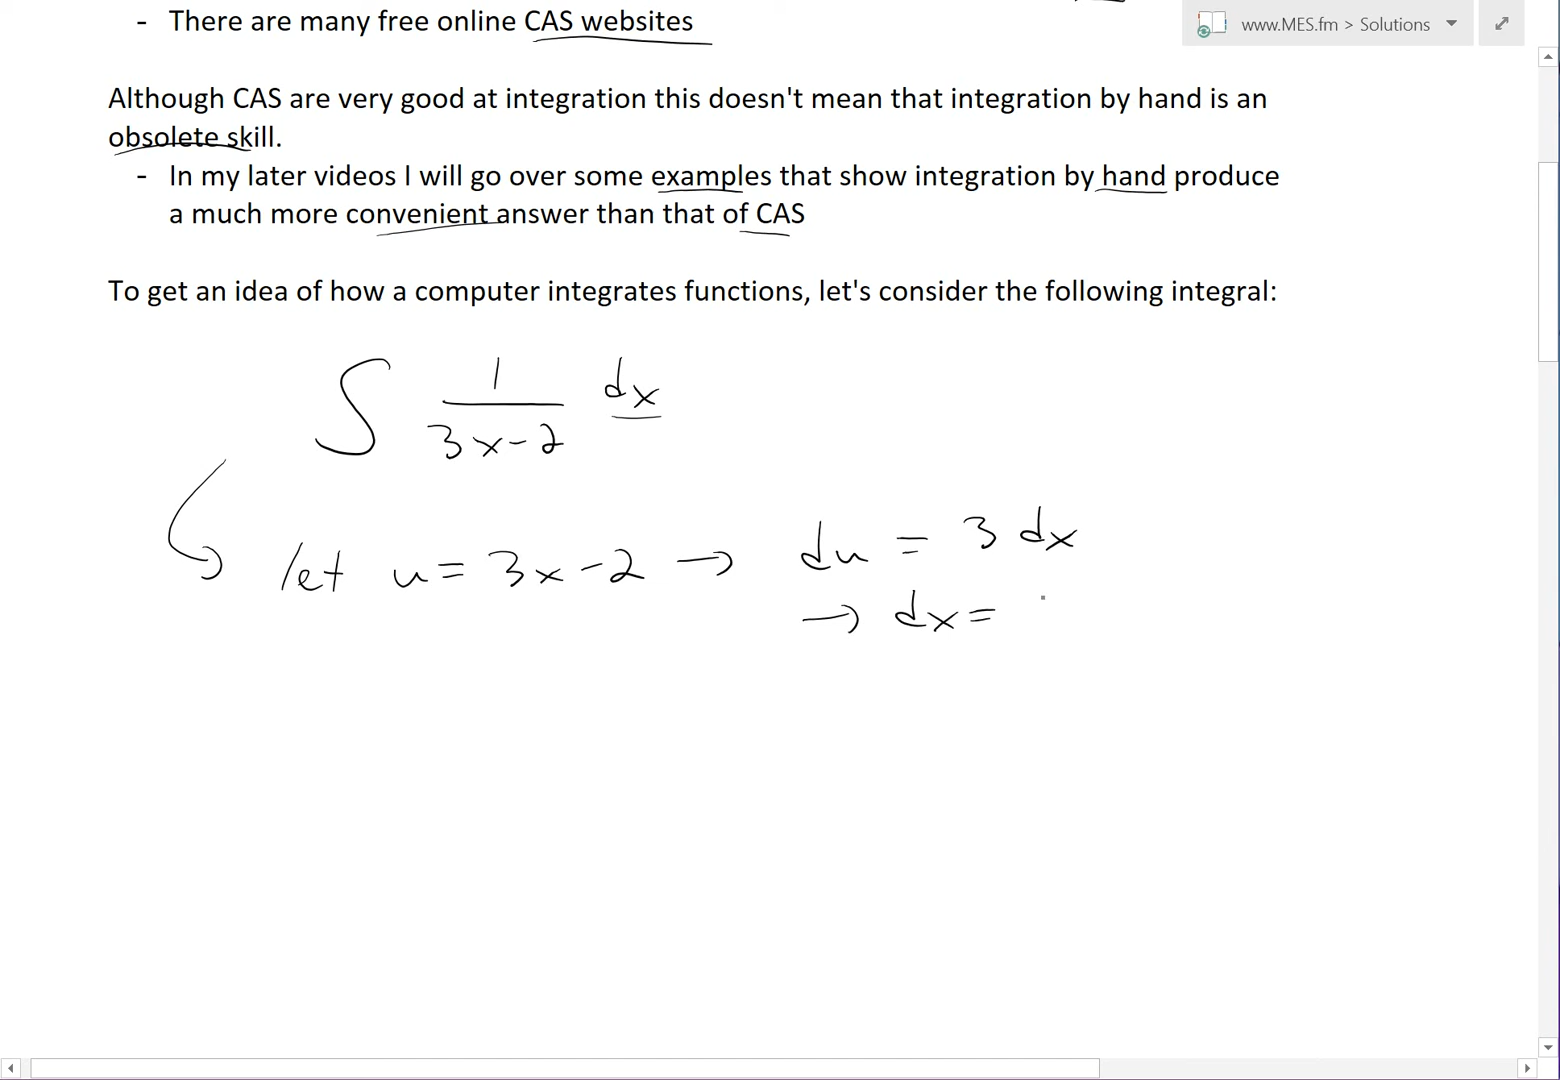 - There are many free online CAS websites
www.MES.fm > Solutions
Although CAS are very good at integration this doesn't mean that integration by hand is an
obsolete skill.
- In my later videos I will go over some examples that show integration by hand produce
a much more convenient answer than that of CAS
To get an idea of how a computer integrates functions, let's consider the following integral:
∫ 1/(3x-2) dx
let u = 3x - 2 → du = 3 dx
→ dx =